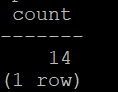 count
-------
14
(1 row)